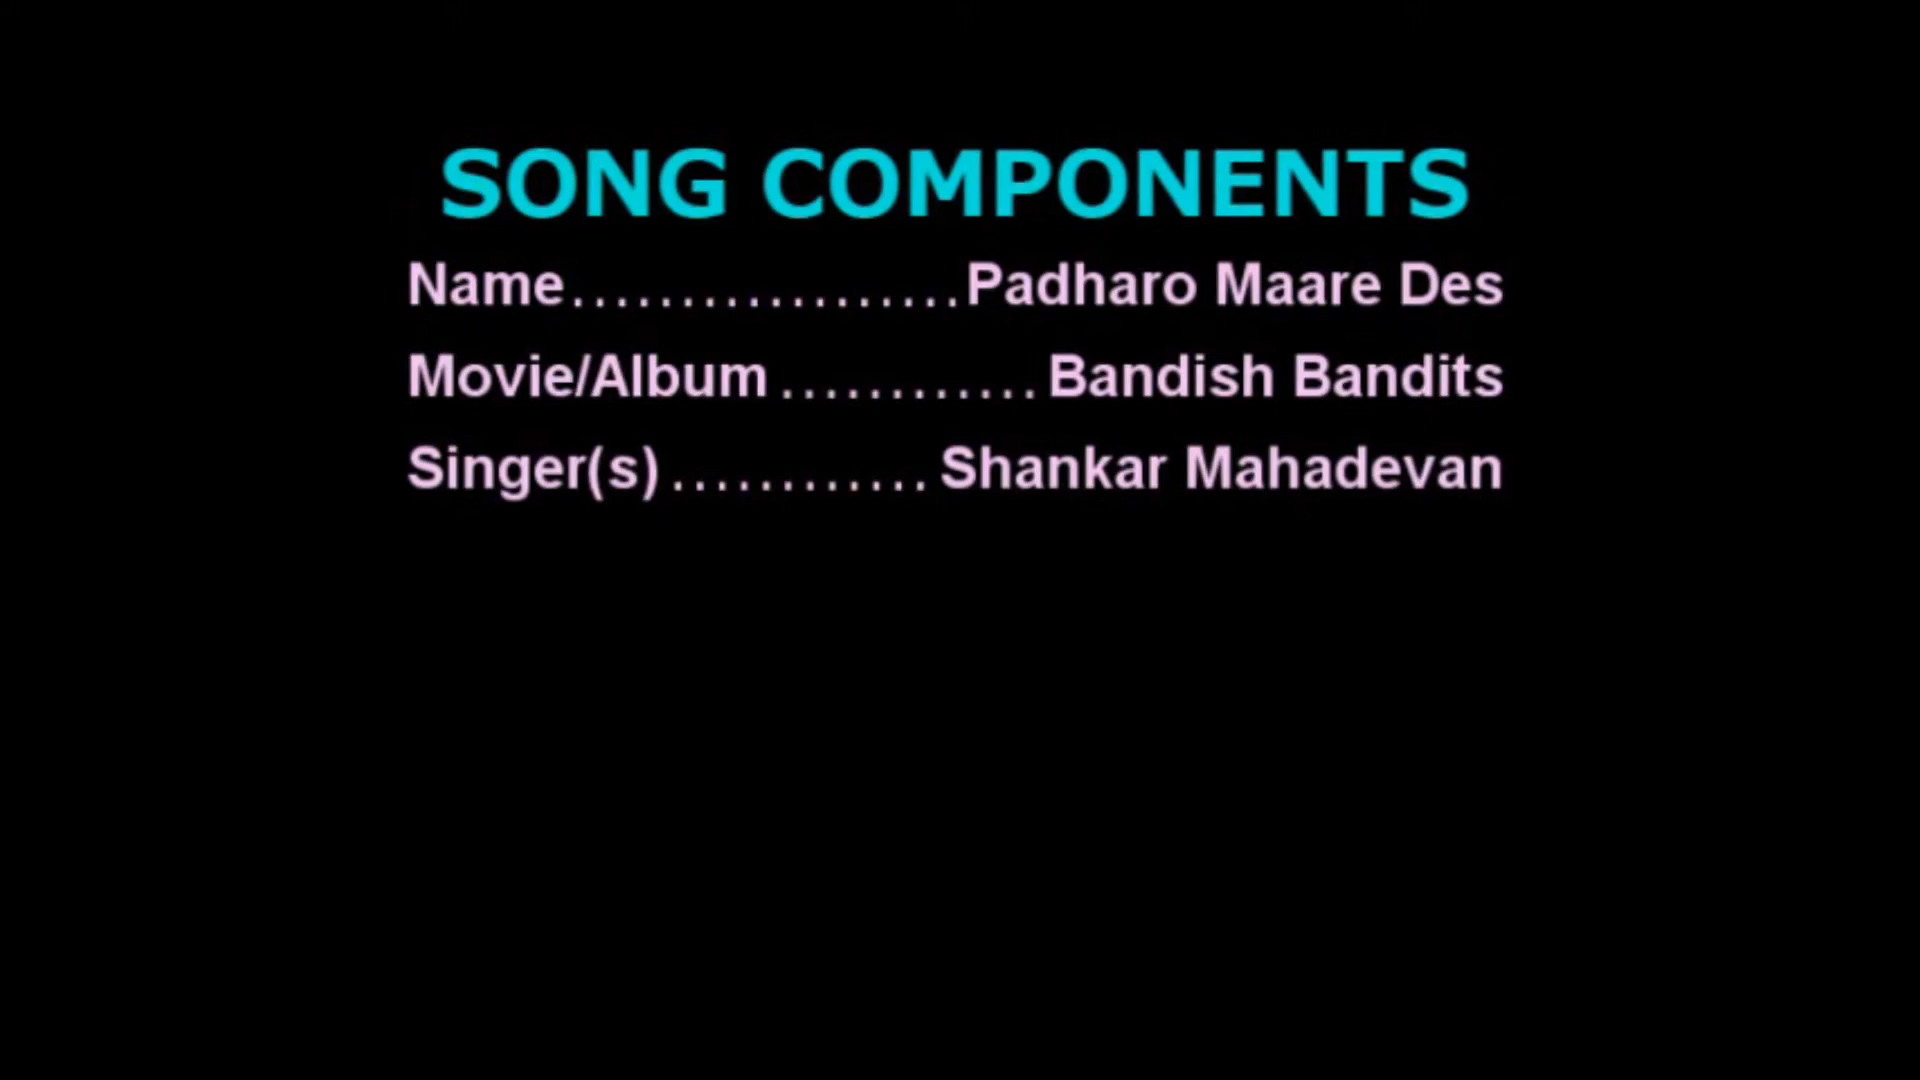 SONG COMPONENTS
Name..................Padharo Maare Des
Movie/Album............Bandish Bandits
Singer(s)............Shankar Mahadevan